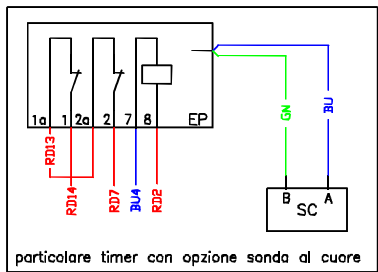 1a 1 2a 2 7 8 EP
RD13
RD14
RD7
BU4
RD2
GN
BU
B A
SC
particolare timer con opzione sonda al cuore